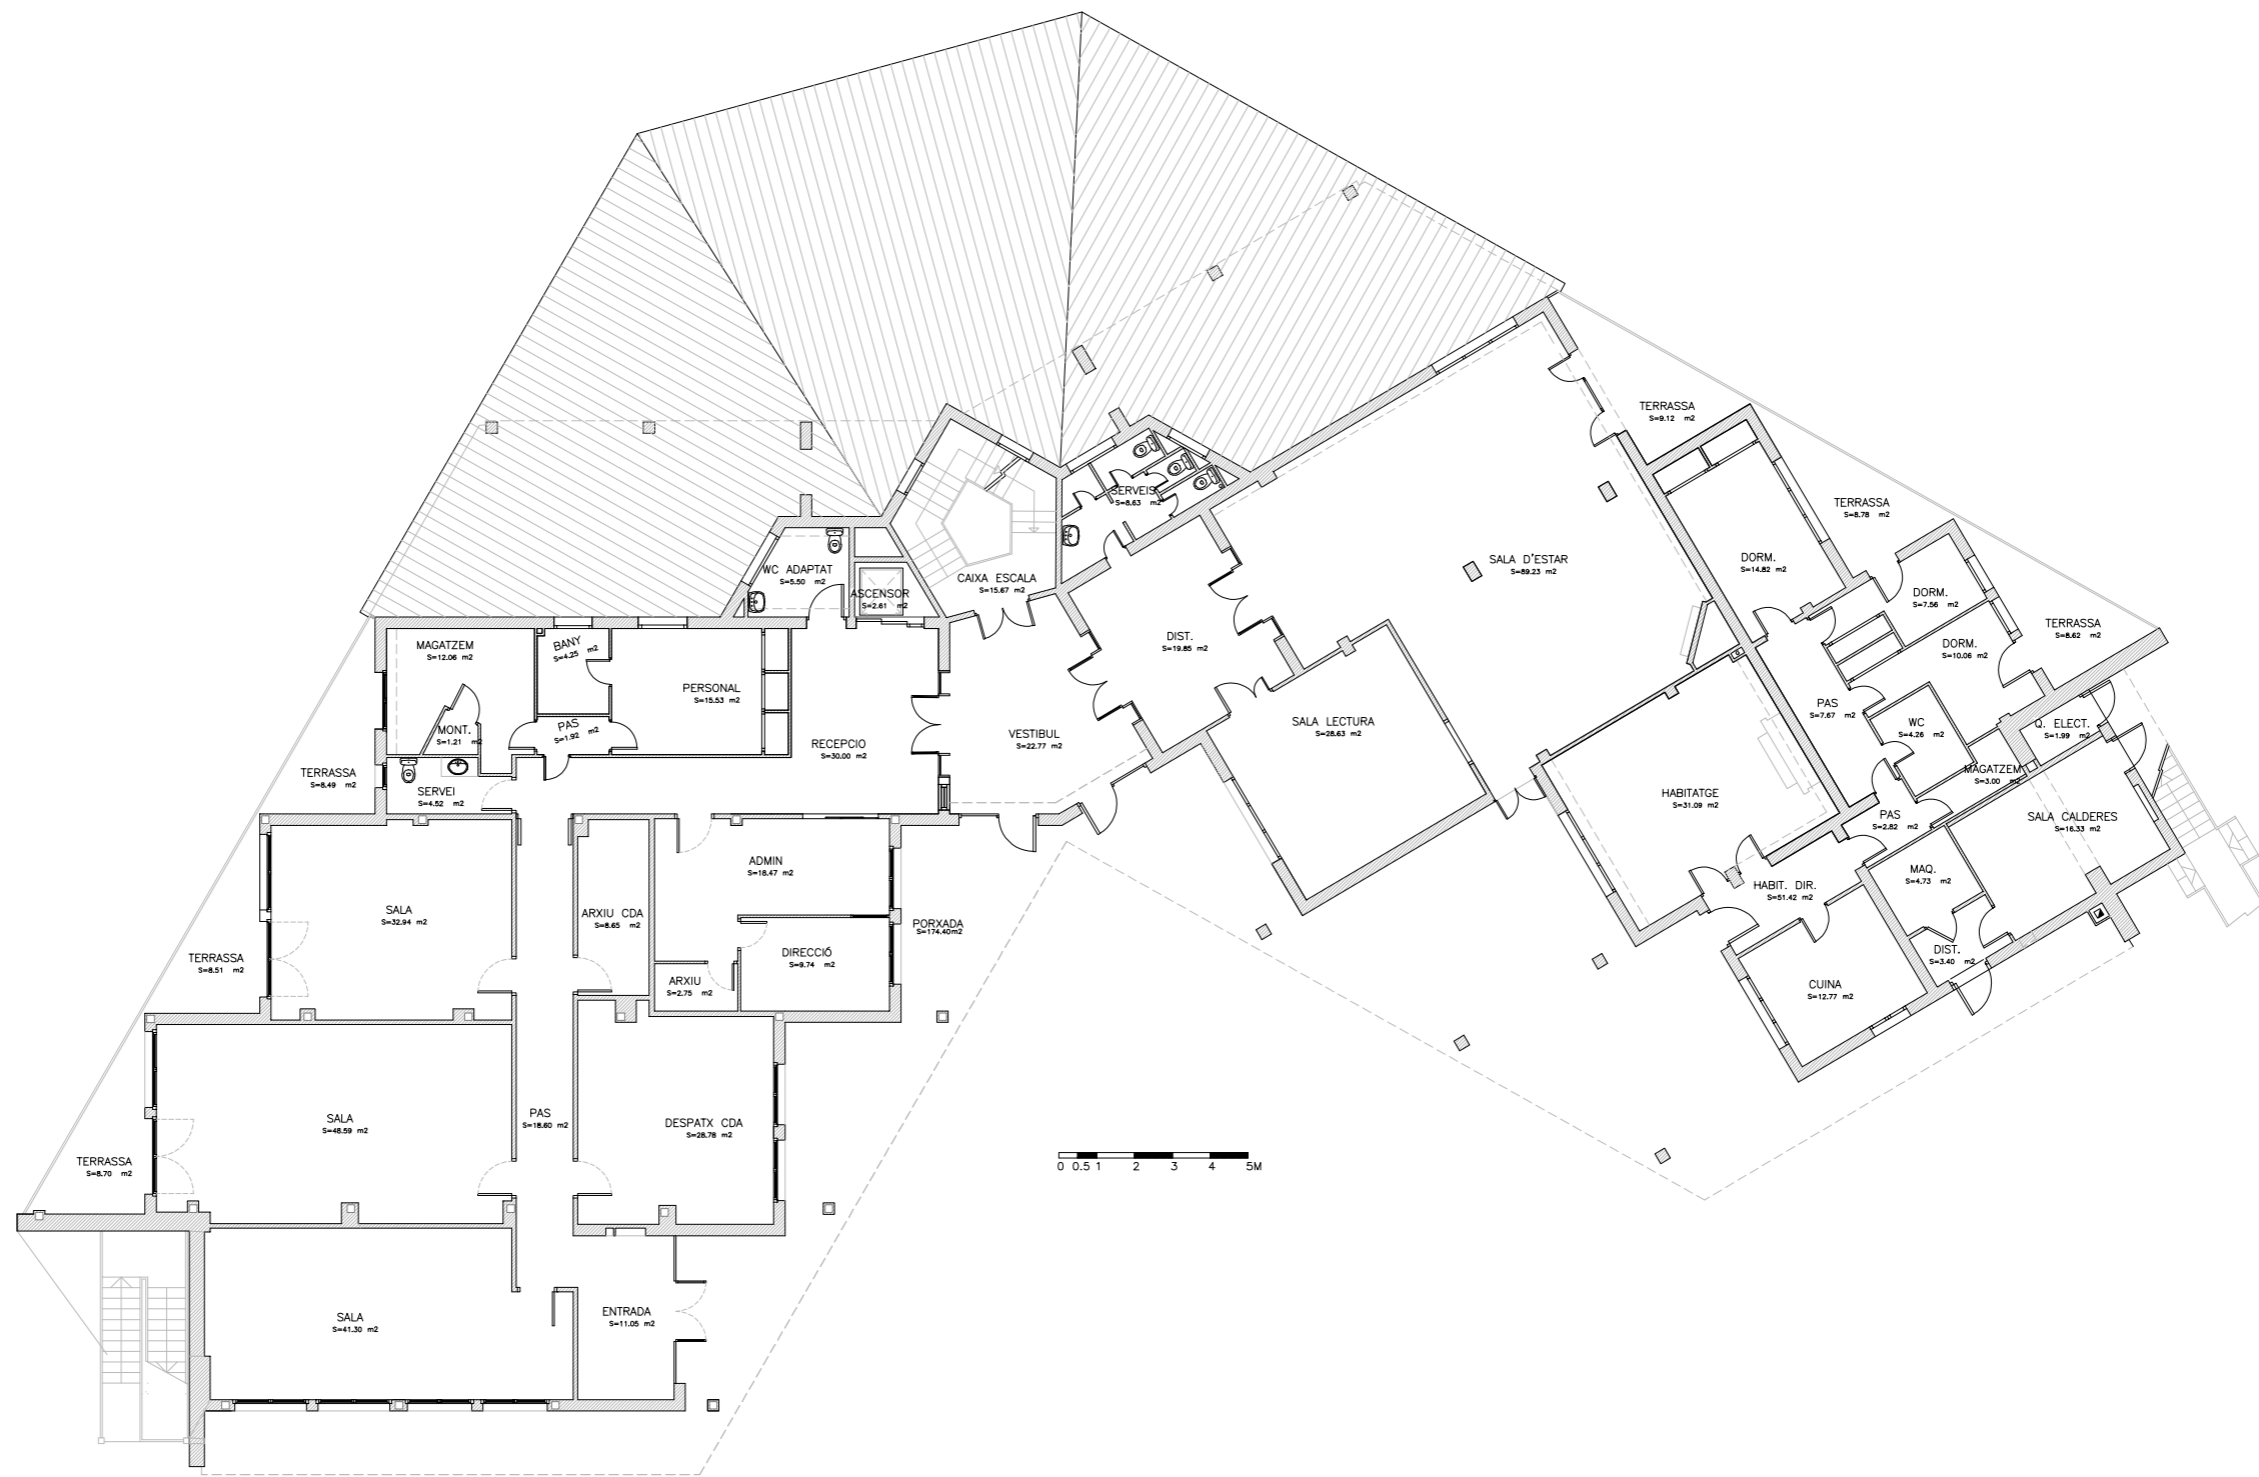 TERRASSA
S=9.12 m2
TERRASSA
S=8.78 m2
SERVEIS
S=8.63 m2
SALA D'ESTAR
S=89.23 m2
DORM.
S=14.82 m2
WC ADAPTAT
S=5.50 m2
ASCENSOR
S=2.61 m2
CAIXA ESCALA
S=15.67 m2
DORM.
S=7.56 m2
TERRASSA
S=8.62 m2
MAGATZEM
S=12.06 m2
BANY
S=4.25 m2
DIST.
S=19.85 m2
DORM.
S=10.06 m2
PERSONAL
S=15.53 m2
MONT.
S=1.21 m2
PAS
S=1.92 m2
RECEPCIO
S=30.00 m2
VESTIBUL
S=22.77 m2
SALA LECTURA
S=28.63 m2
PAS
S=7.67 m2
WC
S=4.26 m2
Q. ELECT.
S=1.99 m2
TERRASSA
S=8.49 m2
SERVEI
S=4.52 m2
MAGATZEM
S=3.00 m2
HABITATGE
S=31.09 m2
PAS
S=2.82 m2
SALA CALDERES
S=16.33 m2
ADMIN
S=18.47 m2
MAQ.
S=4.73 m2
HABIT. DIR.
S=51.42 m2
SALA
S=32.94 m2
ARXIU CDA
S=8.65 m2
PORXADA
S=174.40m2
TERRASSA
S=8.51 m2
DIRECCIÓ
S=9.74 m2
DIST.
S=3.40 m2
ARXIU
S=2.75 m2
CUINA
S=12.77 m2
SALA
S=48.59 m2
PAS
S=18.60 m2
DESPATX CDA
S=28.78 m2
TERRASSA
S=8.70 m2
0 0.5 1 2 3 4 5M
SALA
S=41.30 m2
ENTRADA
S=11.05 m2